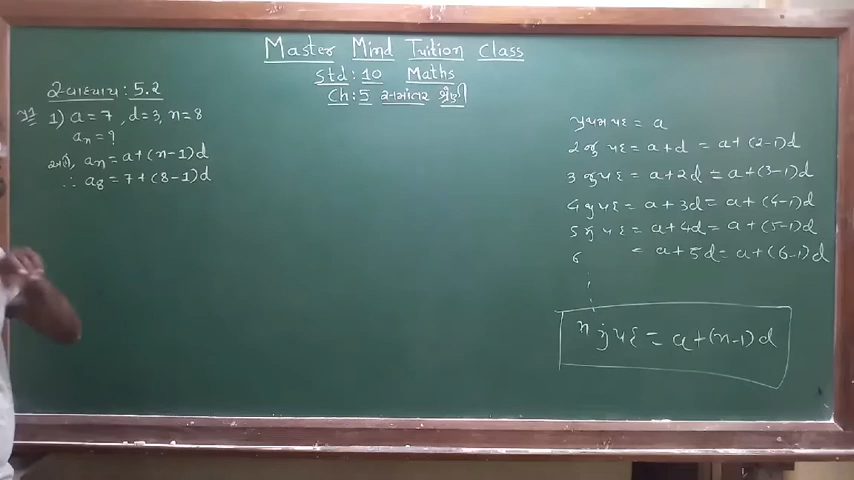 Master Mind Tuition Class
Std: 10 Maths
Ch: 5 સમાંતર શ્રેણી
સ્વાધ્યાય: 5.2
1) a = 7, d = 3, n = 8
an = ?
અહીં, an = a + (n - 1) d
∴ a8 = 7 + (8 - 1) d
પ્રથમ પદ = a
2 જુ પદ = a + d = a + (2-1)d
3 જુ પદ = a + 2d = a + (3-1)d
4 થુ પદ = a + 3d = a + (4-1)d
5 મું પદ = a + 4d = a + (5-1)d
6 = a + 5d = a + (6-1)d
n મું પદ = a + (n-1) d